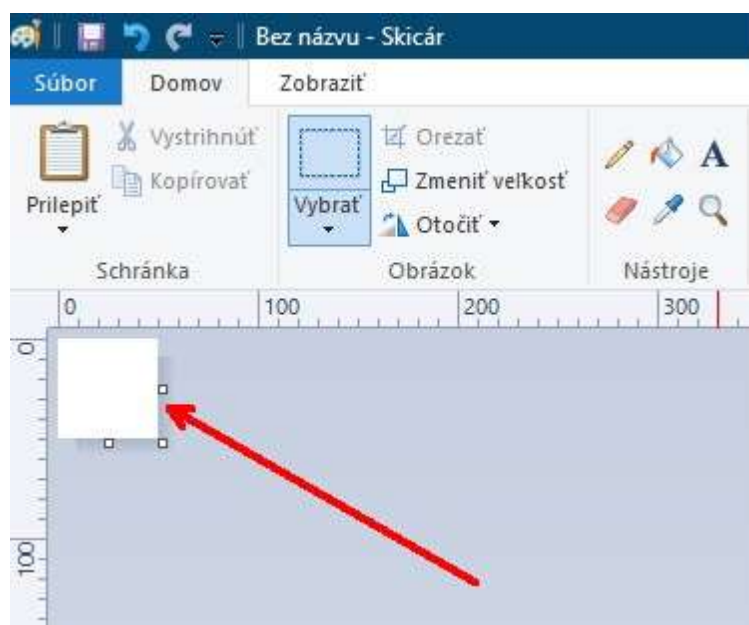 Bez názvu - Skicár
Súbor Domov Zobraziť
Prilepiť
Vystrihnúť
Kopírovať
Schránka
Vybrať
Orezať
Zmeniť veľkosť
Otočiť
Obrázok
A
Nástroje
0 100 200 300
0
100